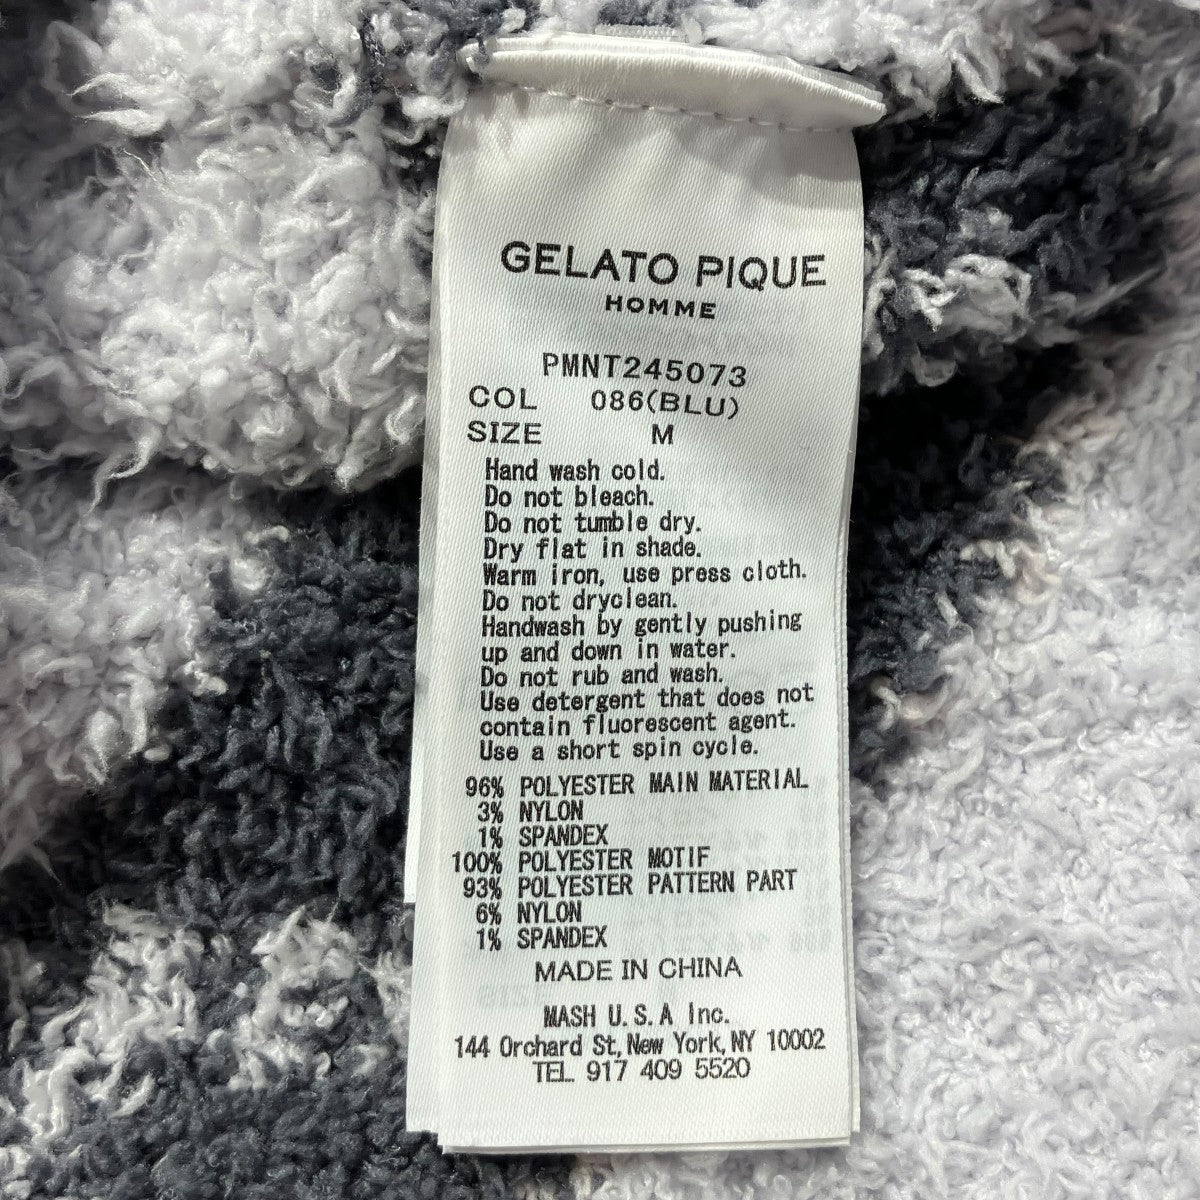 GELATO PIQUE
HOMME
PMNT245073
COL 086(BLU)
SIZE M
Hand wash cold.
Do not bleach.
Do not tumble dry.
Dry flat in shade.
Warm iron, use press cloth.
Do not dryclean.
Handwash by gently pushing
up and down in water.
Do not rub and wash.
Use detergent that does not
contain fluorescent agent.
Use a short spin cycle.
96% POLYESTER MAIN MATERIAL
3% NYLON
1% SPANDEX
100% POLYESTER MOTIF
93% POLYESTER PATTERN PART
6% NYLON
1% SPANDEX
MADE IN CHINA
MASH U.S.A Inc.
144 Orchard St, New York, NY 10002
TEL 917 409 5520